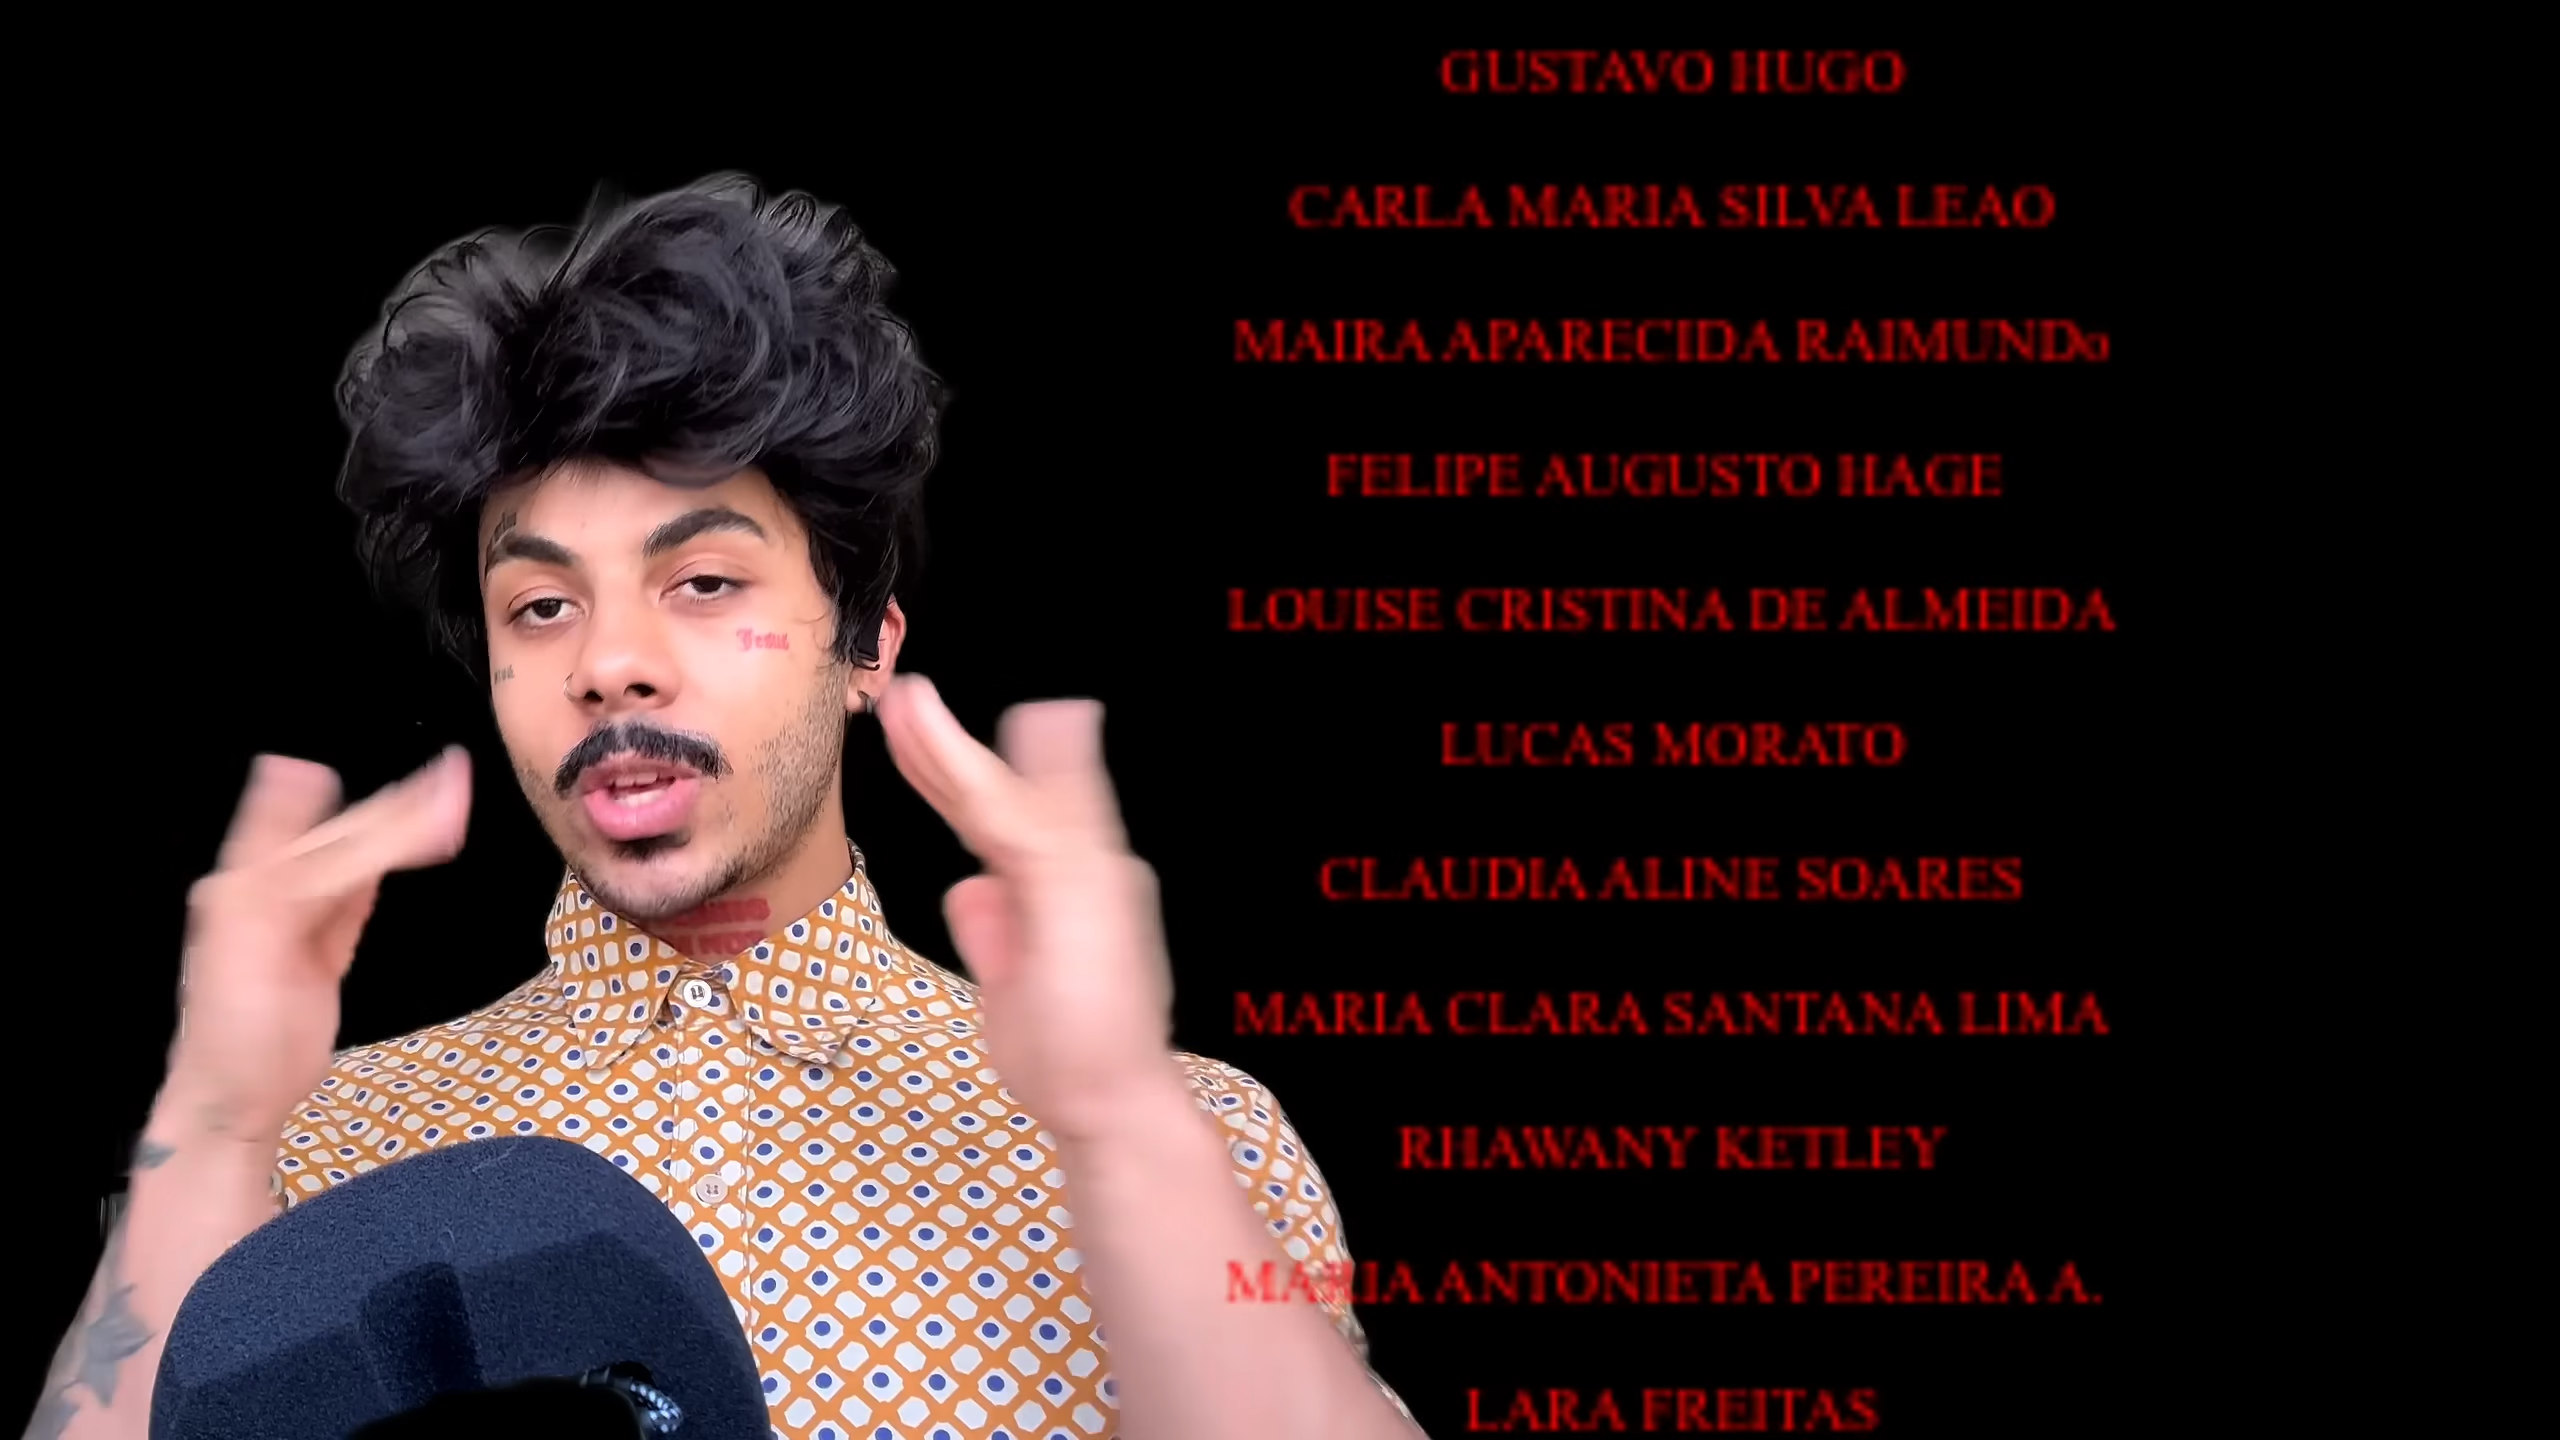 GUSTAVO HUGO
CARLA MARIA SILVA LEAO
MAIRA APARECIDA RAIMUNDo
FELIPE AUGUSTO HAGE
Jesus
LOUISE CRISTINA DE ALMEIDA
LUCAS MORATO
CLAUDIA ALINE SOARES
MARIA CLARA SANTANA LIMA
RHAWANY KETLEY
MARIA ANTONIETA PEREIRA A.
LARA FREITAS